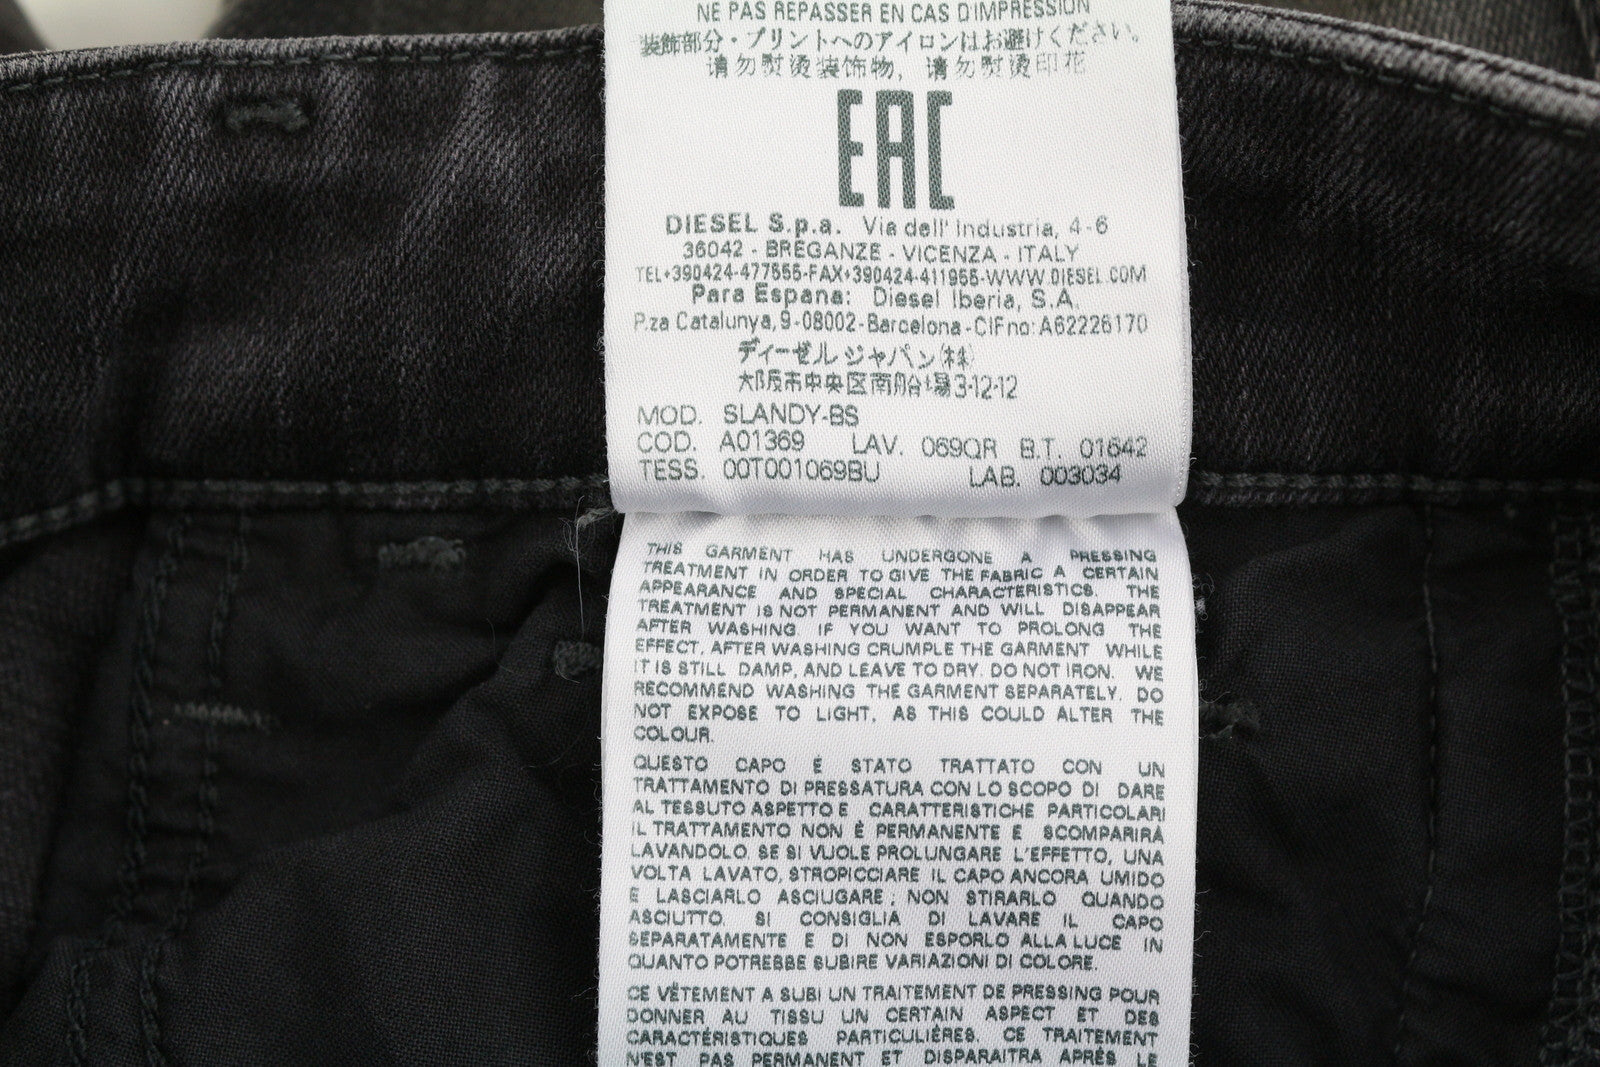 NE PAS REPASSER EN CAS D'IMPRESSION
装飾部分・プリントへのアイロンはお避けください。
请勿熨烫装饰物，请勿熨烫印花
EAC
DIESEL S.p.a. Via dell' Industria, 4-6
36042 - BREGANZE - VICENZA - ITALY
TEL+390424-477555-FAX+390424-411955-WWW.DIESEL.COM
Para Espana: Diesel Iberia, S.A.
P.za Catalunya, 9-08002-Barcelona-CIFno: A62226170
ディーゼル ジャパン(株)
大阪市中央区南船場3-12-12
MOD. SLANDY-BS
COD. A01369 LAV. 069QR B.T. 01642
TESS. 00T001069BU LAB. 003034
THIS GARMENT HAS UNDERGONE A PRESSING
TREATMENT IN ORDER TO GIVE THE FABRIC A CERTAIN
APPEARANCE AND SPECIAL CHARACTERISTICS. THE
TREATMENT IS NOT PERMANENT AND WILL DISAPPEAR
AFTER WASHING. IF YOU WANT TO PROLONG THE
EFFECT, AFTER WASHING CRUMPLE THE GARMENT WHILE
IT IS STILL DAMP, AND LEAVE TO DRY. DO NOT IRON. WE
RECOMMEND WASHING THE GARMENT SEPARATELY. DO
NOT EXPOSE TO LIGHT, AS THIS COULD ALTER THE
COLOUR.
QUESTO CAPO È STATO TRATTATO CON UN
TRATTAMENTO DI PRESSATURA CON LO SCOPO DI DARE
AL TESSUTO ASPETTO E CARATTERISTICHE PARTICOLARI
IL TRATTAMENTO NON È PERMANENTE E SCOMPARIRÀ
LAVANDOLO. SE SI VUOLE PROLUNGARE L'EFFETTO, UNA
VOLTA LAVATO, STROPICCIARE IL CAPO ANCORA UMIDO
E LASCIARLO ASCIUGARE; NON STIRARLO QUANDO
ASCIUTTO. SI CONSIGLIA DI LAVARE IL CAPO
SEPARATAMENTE E DI NON ESPORLO ALLA LUCE IN
QUANTO POTREBBE SUBIRE VARIAZIONI DI COLORE.
CE VÊTEMENT A SUBI UN TRAITEMENT DE PRESSING POUR
DONNER AU TISSU UN CERTAIN ASPECT ET DES
CARACTÉRISTIQUES PARTICULIÈRES. CE TRAITEMENT
N'EST PAS PERMANENT ET DISPARAITRA APRÈS LE